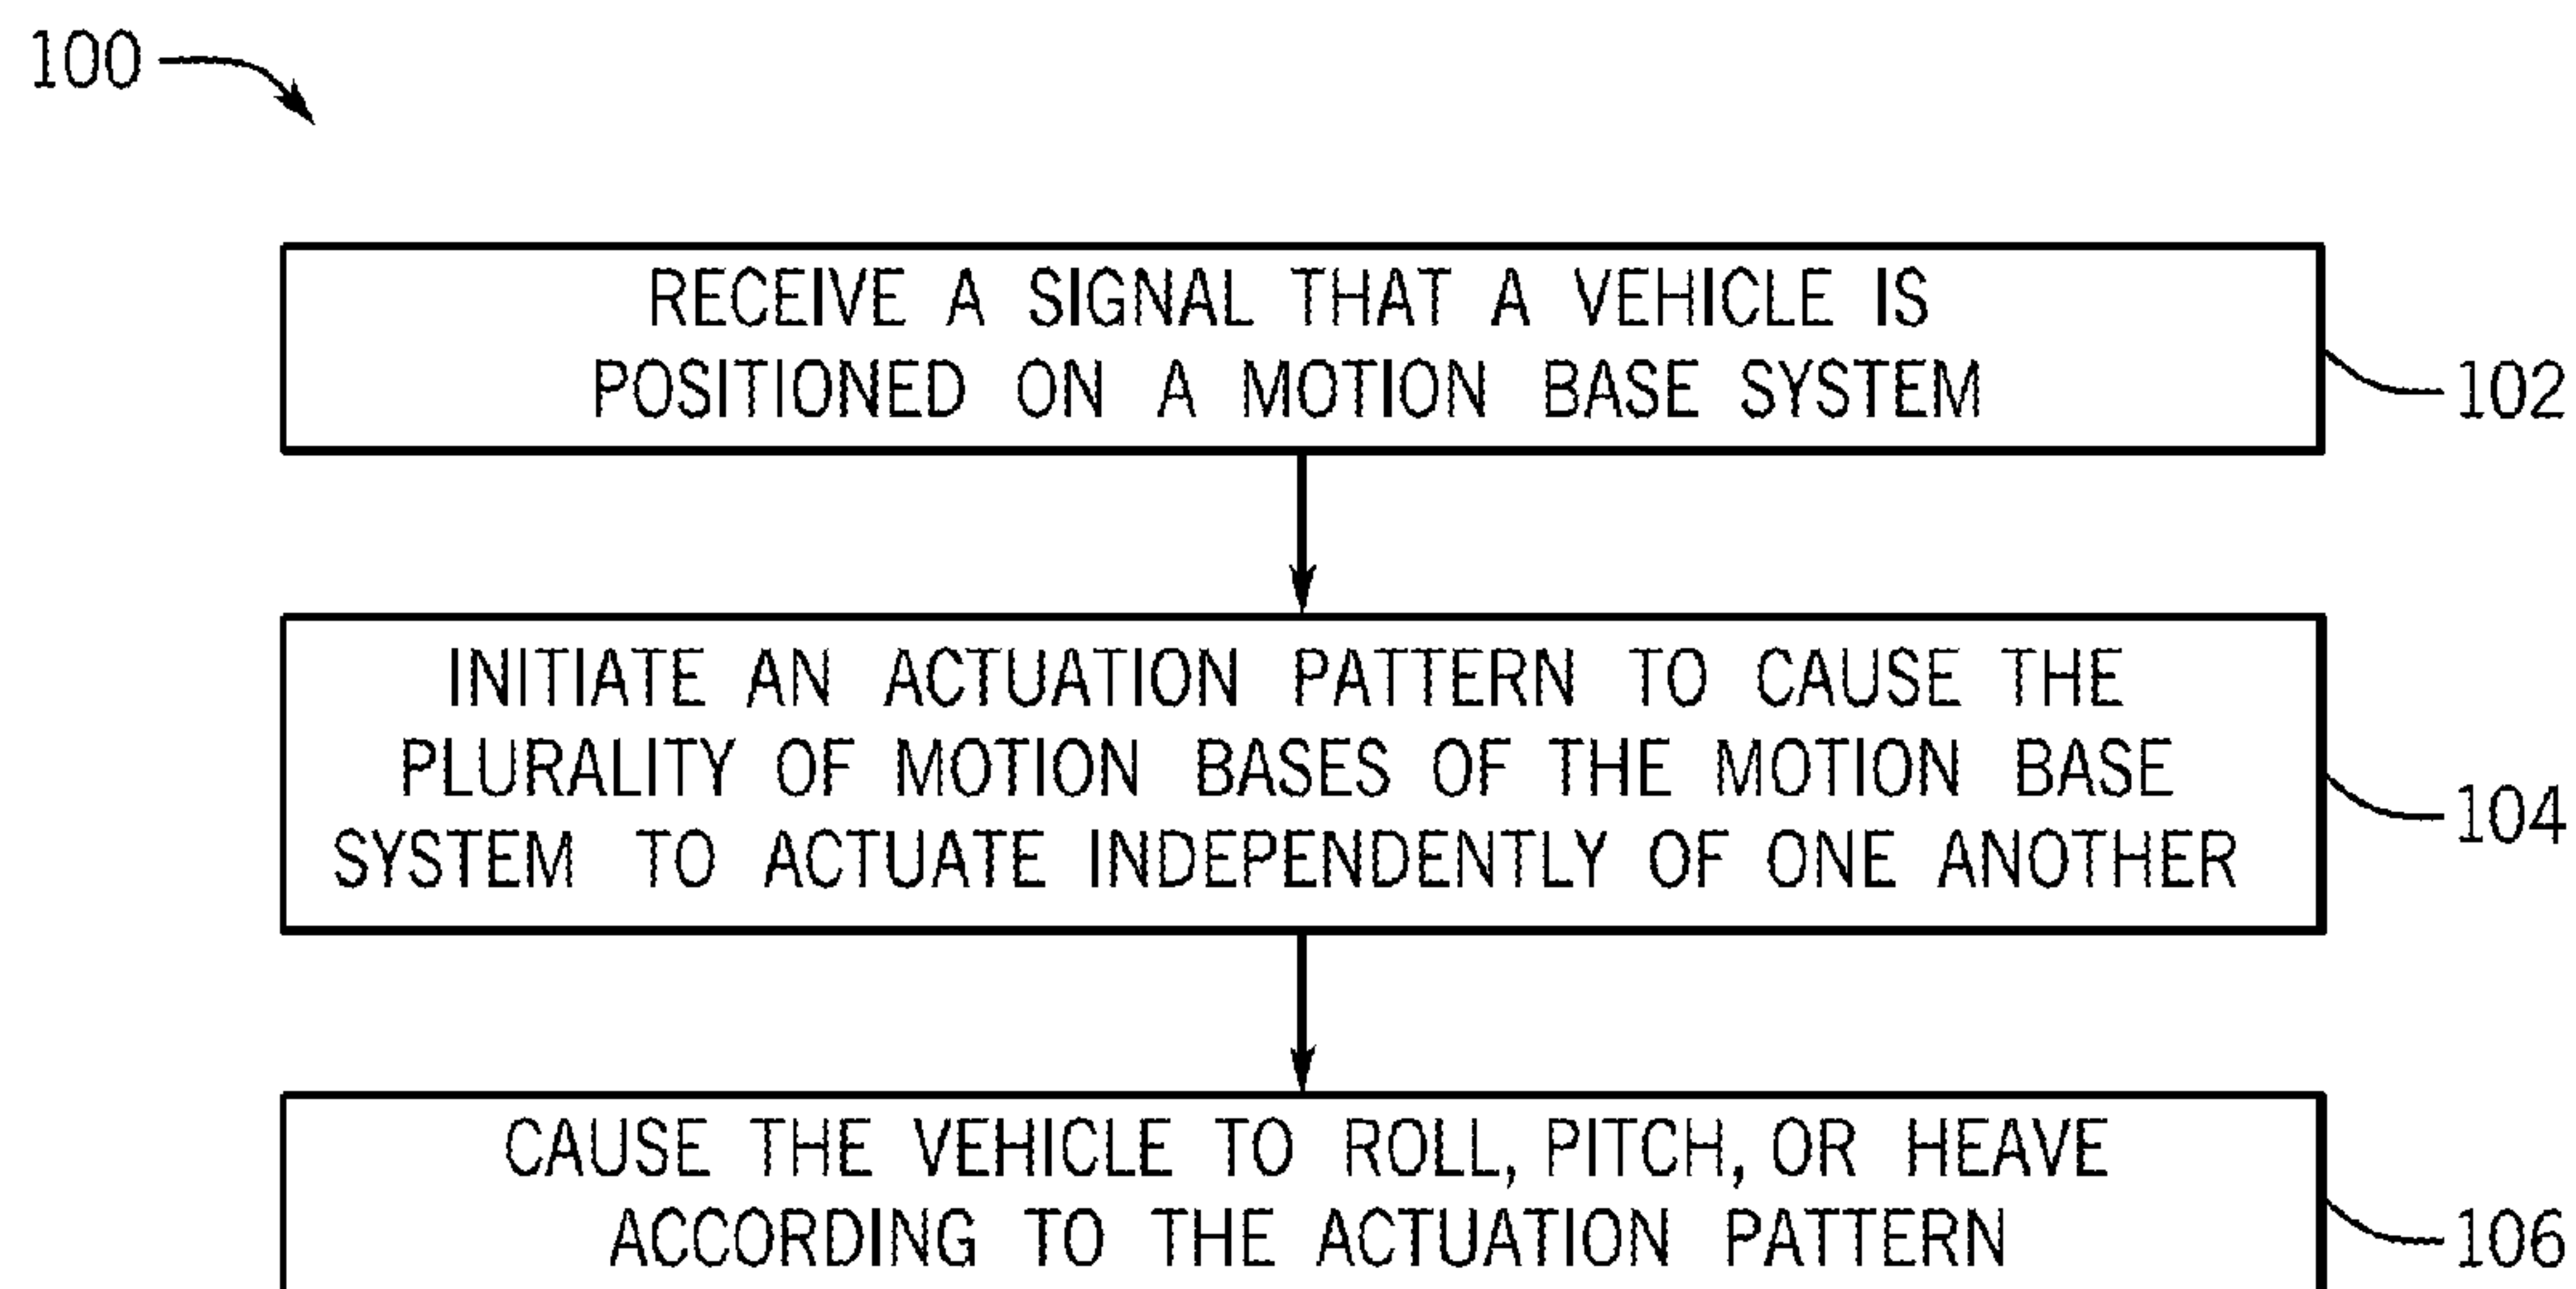 100
RECEIVE A SIGNAL THAT A VEHICLE IS
POSITIONED ON A MOTION BASE SYSTEM
102
INITIATE AN ACTUATION PATTERN TO CAUSE THE
PLURALITY OF MOTION BASES OF THE MOTION BASE
SYSTEM TO ACTUATE INDEPENDENTLY OF ONE ANOTHER
104
CAUSE THE VEHICLE TO ROLL, PITCH, OR HEAVE
ACCORDING TO THE ACTUATION PATTERN
106